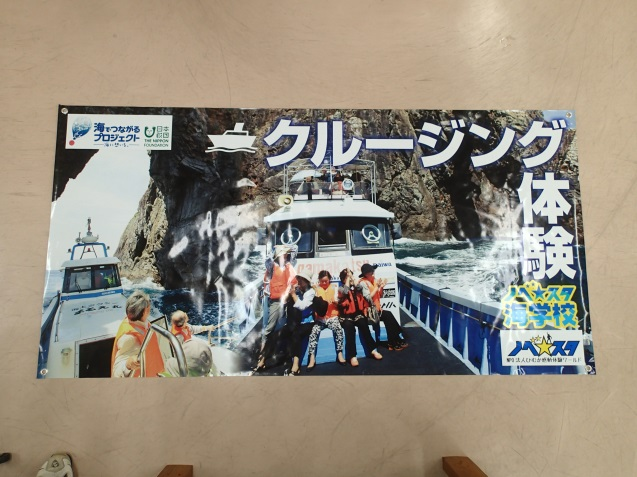 海でつながる
プロジェクト
日本
財団
THE NIPPON
FOUNDATION
クルージング
体験
ノベ★スタ
海学校
ノベ★スタ